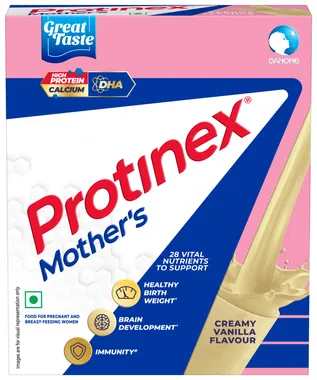 Great
Taste
DANONE
HIGH
PROTEIN
CALCIUM
DHA
Protinex®
Mother's
28 VITAL
NUTRIENTS
TO SUPPORT
HEALTHY
BIRTH
WEIGHT^
BRAIN
DEVELOPMENT^
IMMUNITY#
CREAMY
VANILLA
FLAVOUR
FOOD FOR PREGNANT AND
BREAST-FEEDING WOMEN
Images are for visual representation only